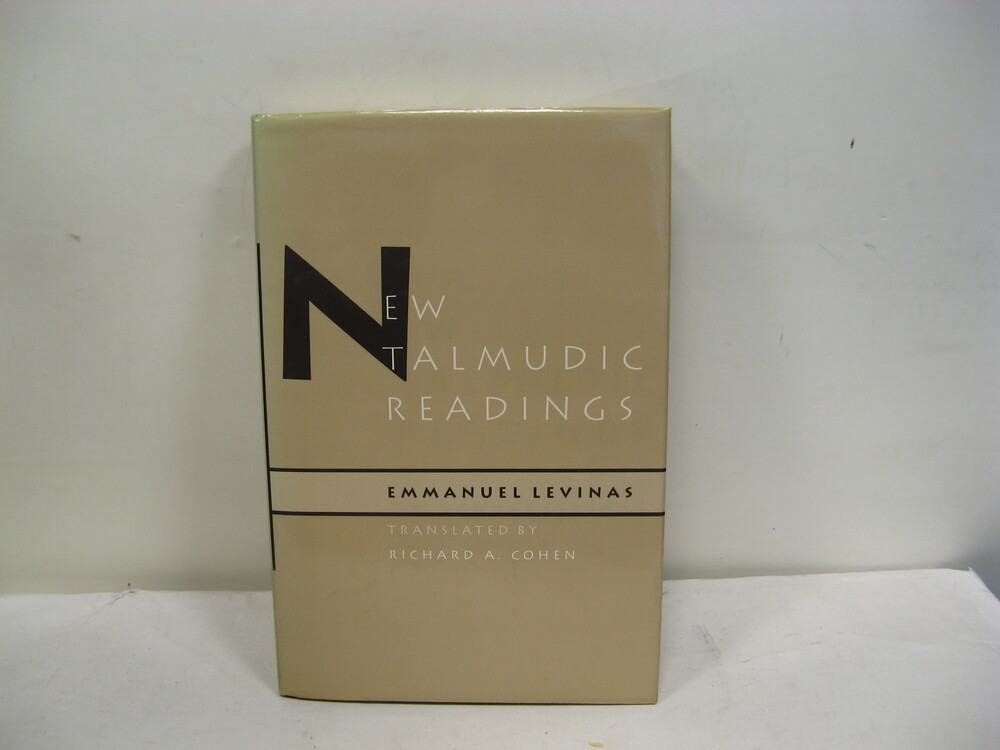 NEW
TALMUDIC
READINGS
EMMANUEL LEVINAS
TRANSLATED BY
RICHARD A. COHEN